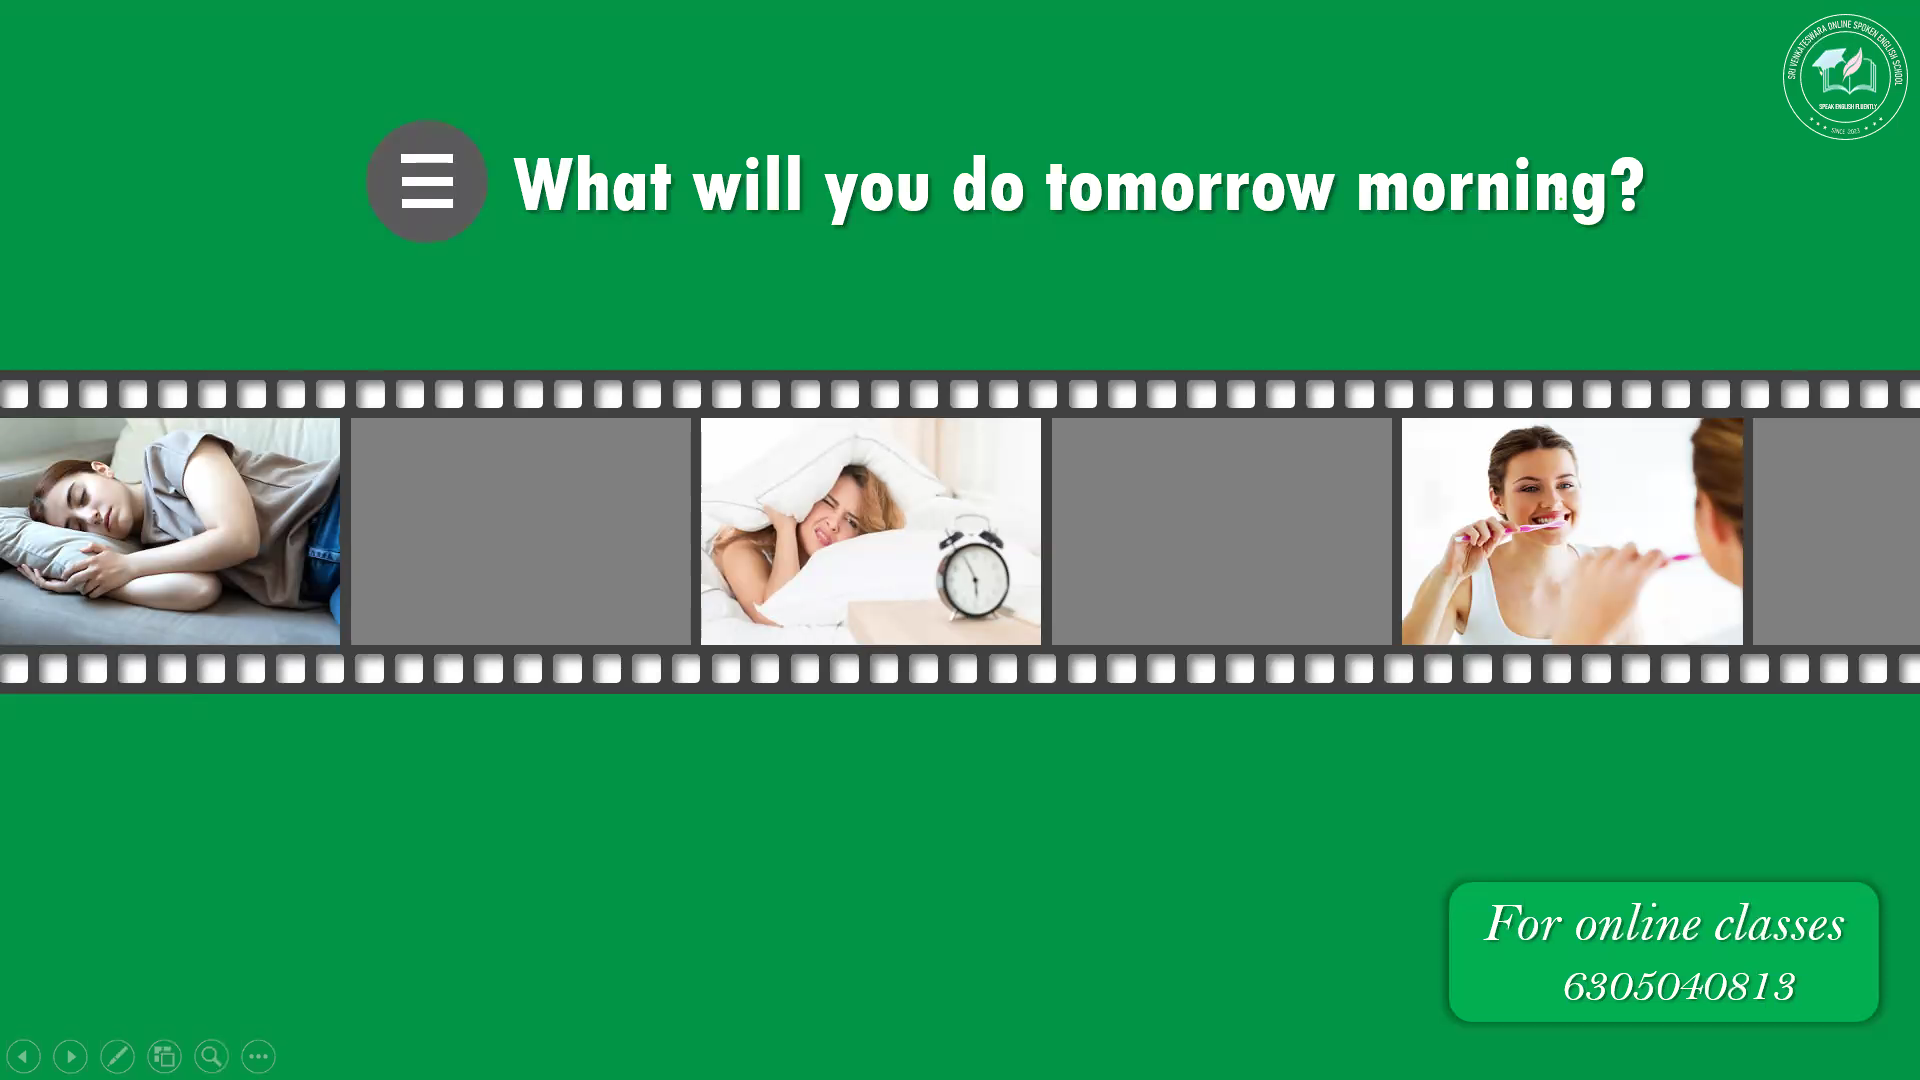 SRI VENKATESWARA ONLINE SPOKEN ENGLISH SCHOOL
SPEAK ENGLISH FLUENTLY
SINCE 2023
What will you do tomorrow morning?
For online classes
6305040813